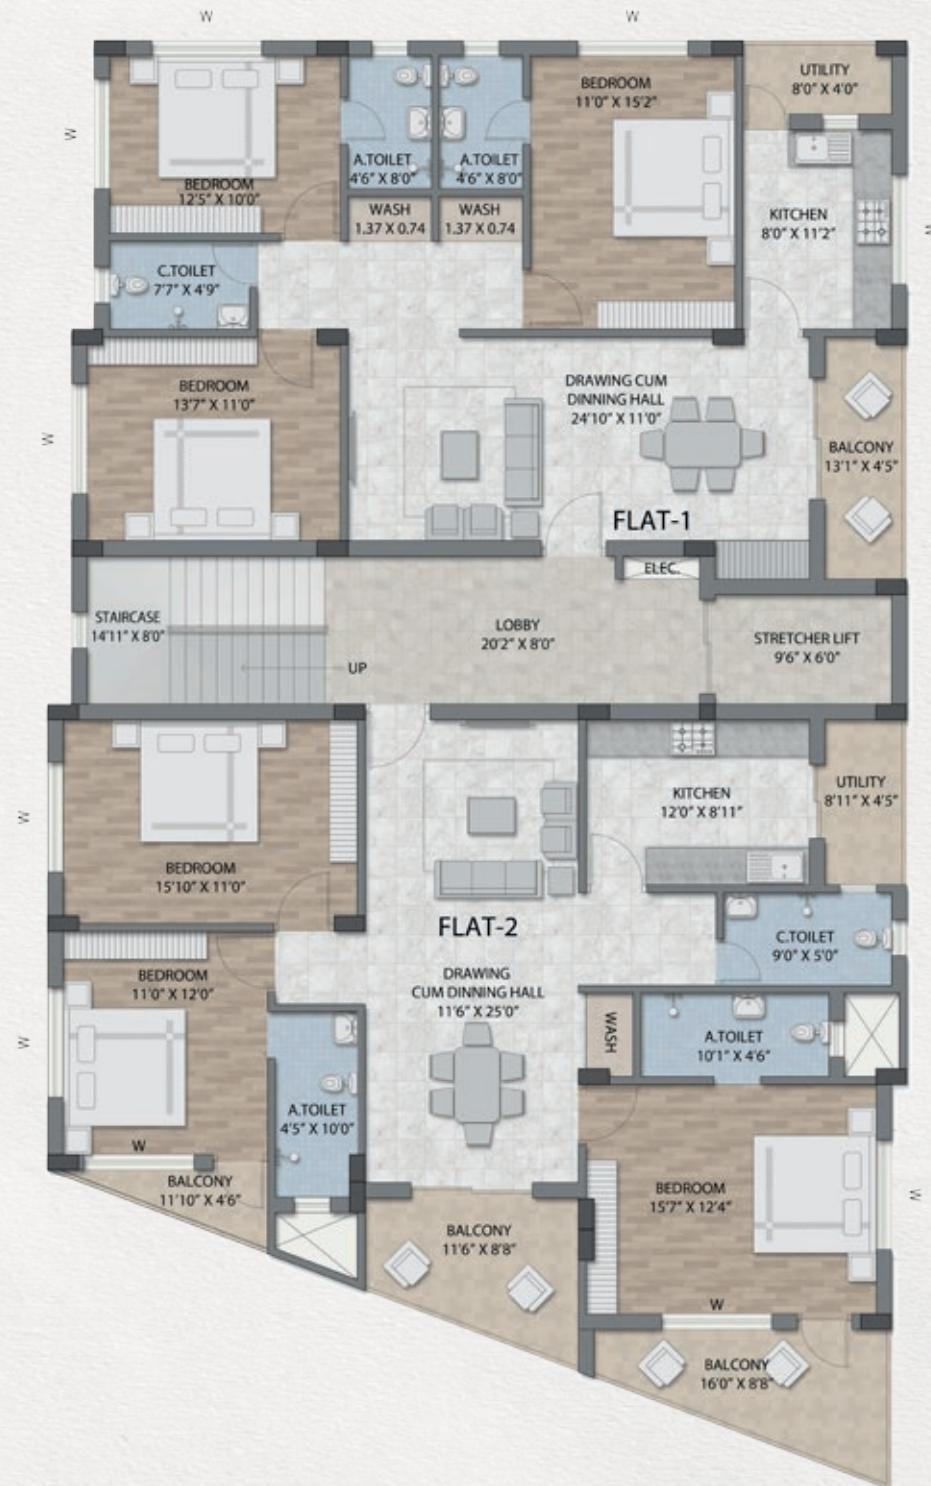 W
W
W
BEDROOM
12'5" X 10'0"
A.TOILET
4'6" X 8'0"
A.TOILET
4'6" X 8'0"
BEDROOM
11'0" X 15'2"
UTILITY
8'0" X 4'0"
WASH
1.37 X 0.74
WASH
1.37 X 0.74
KITCHEN
8'0" X 11'2"
W
C.TOILET
7'7" X 4'9"
BEDROOM
13'7" X 11'0"
W
DRAWING CUM
DINNING HALL
24'10" X 11'0"
BALCONY
13'1" X 4'5"
FLAT-1
ELEC.
STAIRCASE
14'11" X 8'0"
UP
LOBBY
20'2" X 8'0"
STRETCHER LIFT
9'6" X 6'0"
W
BEDROOM
15'10" X 11'0"
KITCHEN
12'0" X 8'11"
UTILITY
8'11" X 4'5"
FLAT-2
C.TOILET
9'0" X 5'0"
W
BEDROOM
11'0" X 12'0"
DRAWING
CUM DINNING HALL
11'6" X 25'0"
WASH
A.TOILET
10'1" X 4'6"
A.TOILET
4'5" X 10'0"
W
BALCONY
11'10" X 4'6"
BEDROOM
15'7" X 12'4"
W
BALCONY
11'6" X 8'8"
W
BALCONY
16'0" X 8'8"